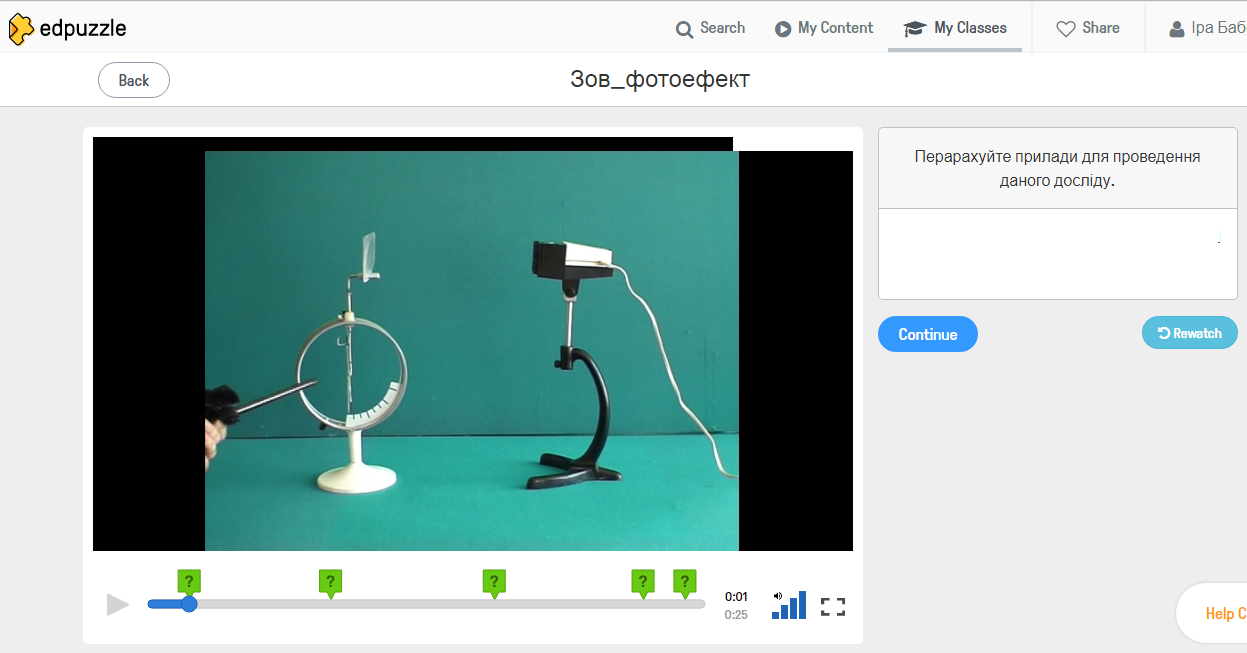 edpuzzle
Search
My Content
My Classes
Share
Іра Баб
Back
Зов_фотоефект
Перарахуйте прилади для проведення
даного досліду.
Continue
Rewatch
?
?
?
?
?
0:01
0:25
Help C